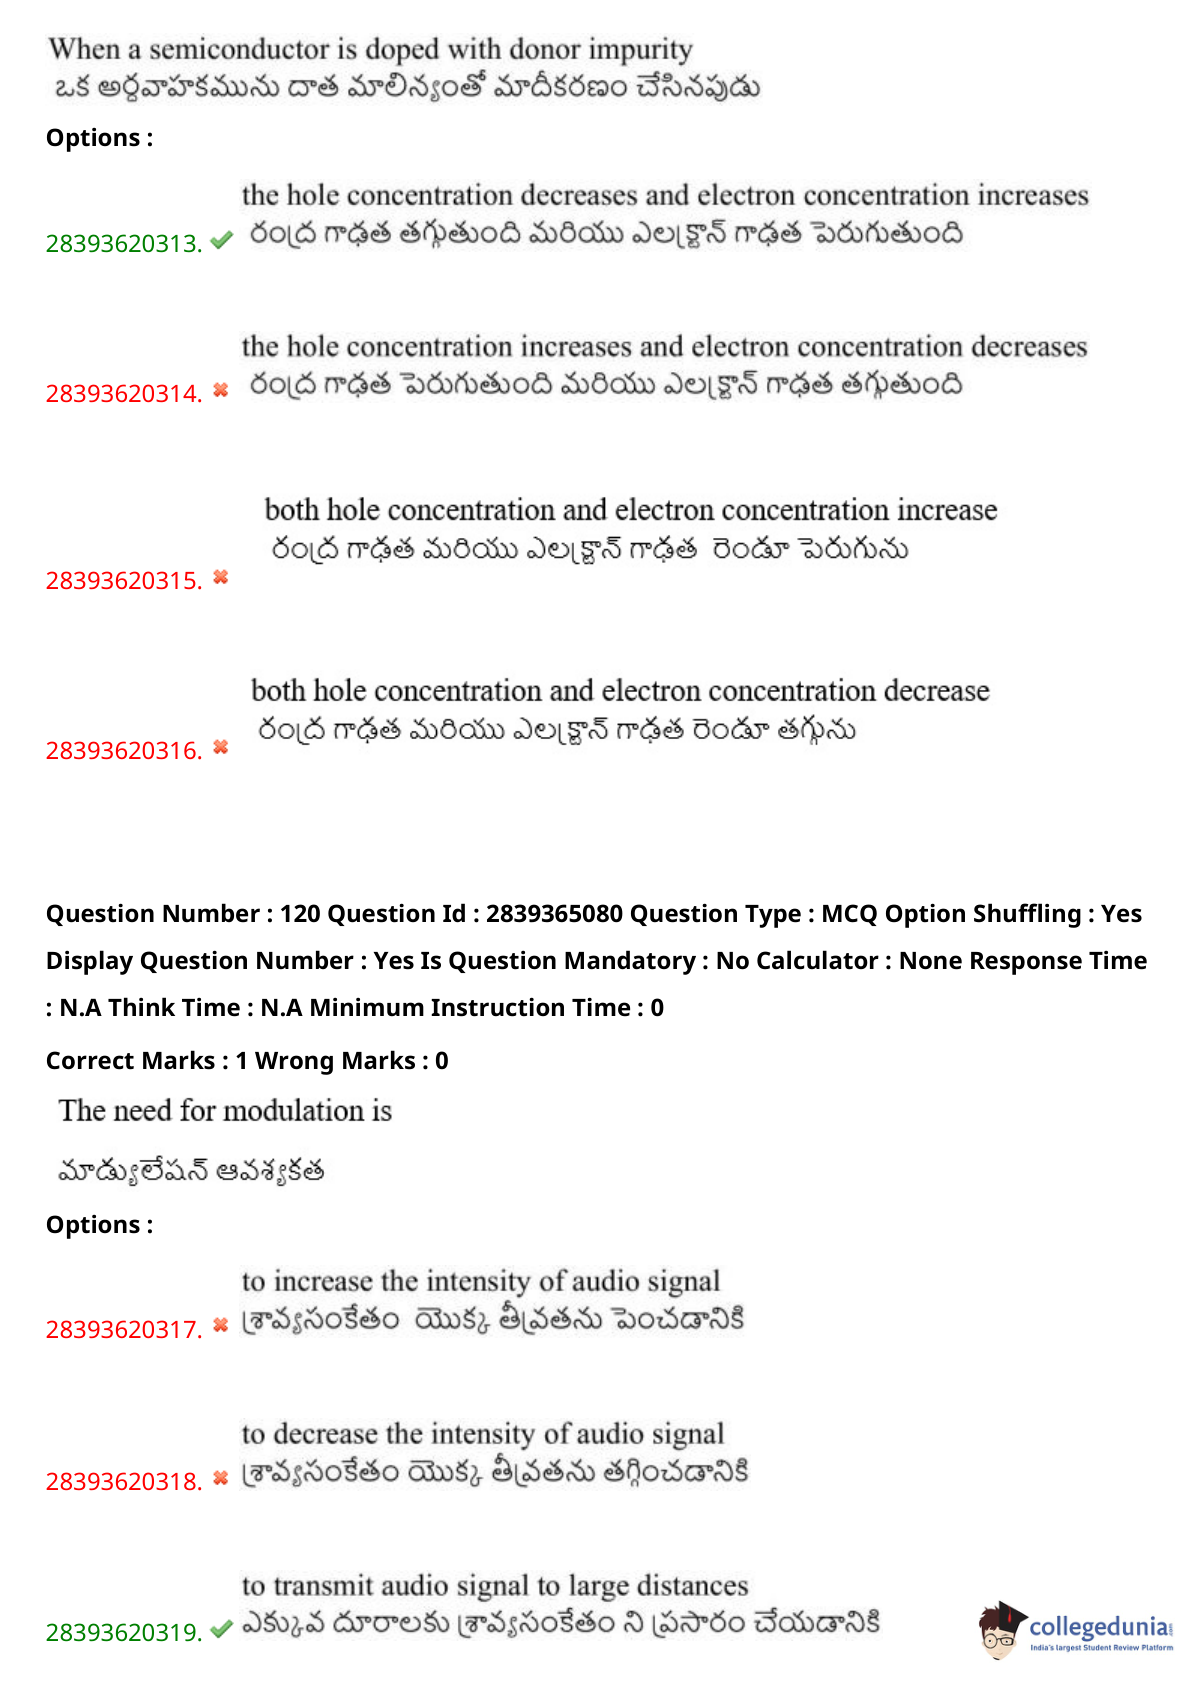 When a semiconductor is doped with donor impurity
ఒక అర్ధవాహకమును దాత మాలిన్యంతో మాదీకరణం చేసినపుడు
Options :
the hole concentration decreases and electron concentration increases
28393620313. రంధ్ర గాఢత తగ్గుతుంది మరియు ఎలక్ట్రాన్ గాఢత పెరుగుతుంది
the hole concentration increases and electron concentration decreases
28393620314. రంధ్ర గాఢత పెరుగుతుంది మరియు ఎలక్ట్రాన్ గాఢత తగ్గుతుంది
both hole concentration and electron concentration increase
రంధ్ర గాఢత మరియు ఎలక్ట్రాన్ గాఢత రెండూ పెరుగును
28393620315.
both hole concentration and electron concentration decrease
రంధ్ర గాఢత మరియు ఎలక్ట్రాన్ గాఢత రెండూ తగ్గును
28393620316.
Question Number : 120 Question Id : 2839365080 Question Type : MCQ Option Shuffling : Yes
Display Question Number : Yes Is Question Mandatory : No Calculator : None Response Time
: N.A Think Time : N.A Minimum Instruction Time : 0
Correct Marks : 1 Wrong Marks : 0
The need for modulation is
మాడ్యులేషన్ ఆవశ్యకత
Options :
to increase the intensity of audio signal
28393620317. శ్రావ్యసంకేతం యొక్క తీవ్రతను పెంచడానికి
to decrease the intensity of audio signal
28393620318. శ్రావ్యసంకేతం యొక్క తీవ్రతను తగ్గించడానికి
to transmit audio signal to large distances
28393620319. ఎక్కువ దూరాలకు శ్రావ్యసంకేతం ని ప్రసారం చేయడానికి
collegedunia
India's largest Student Review Platform